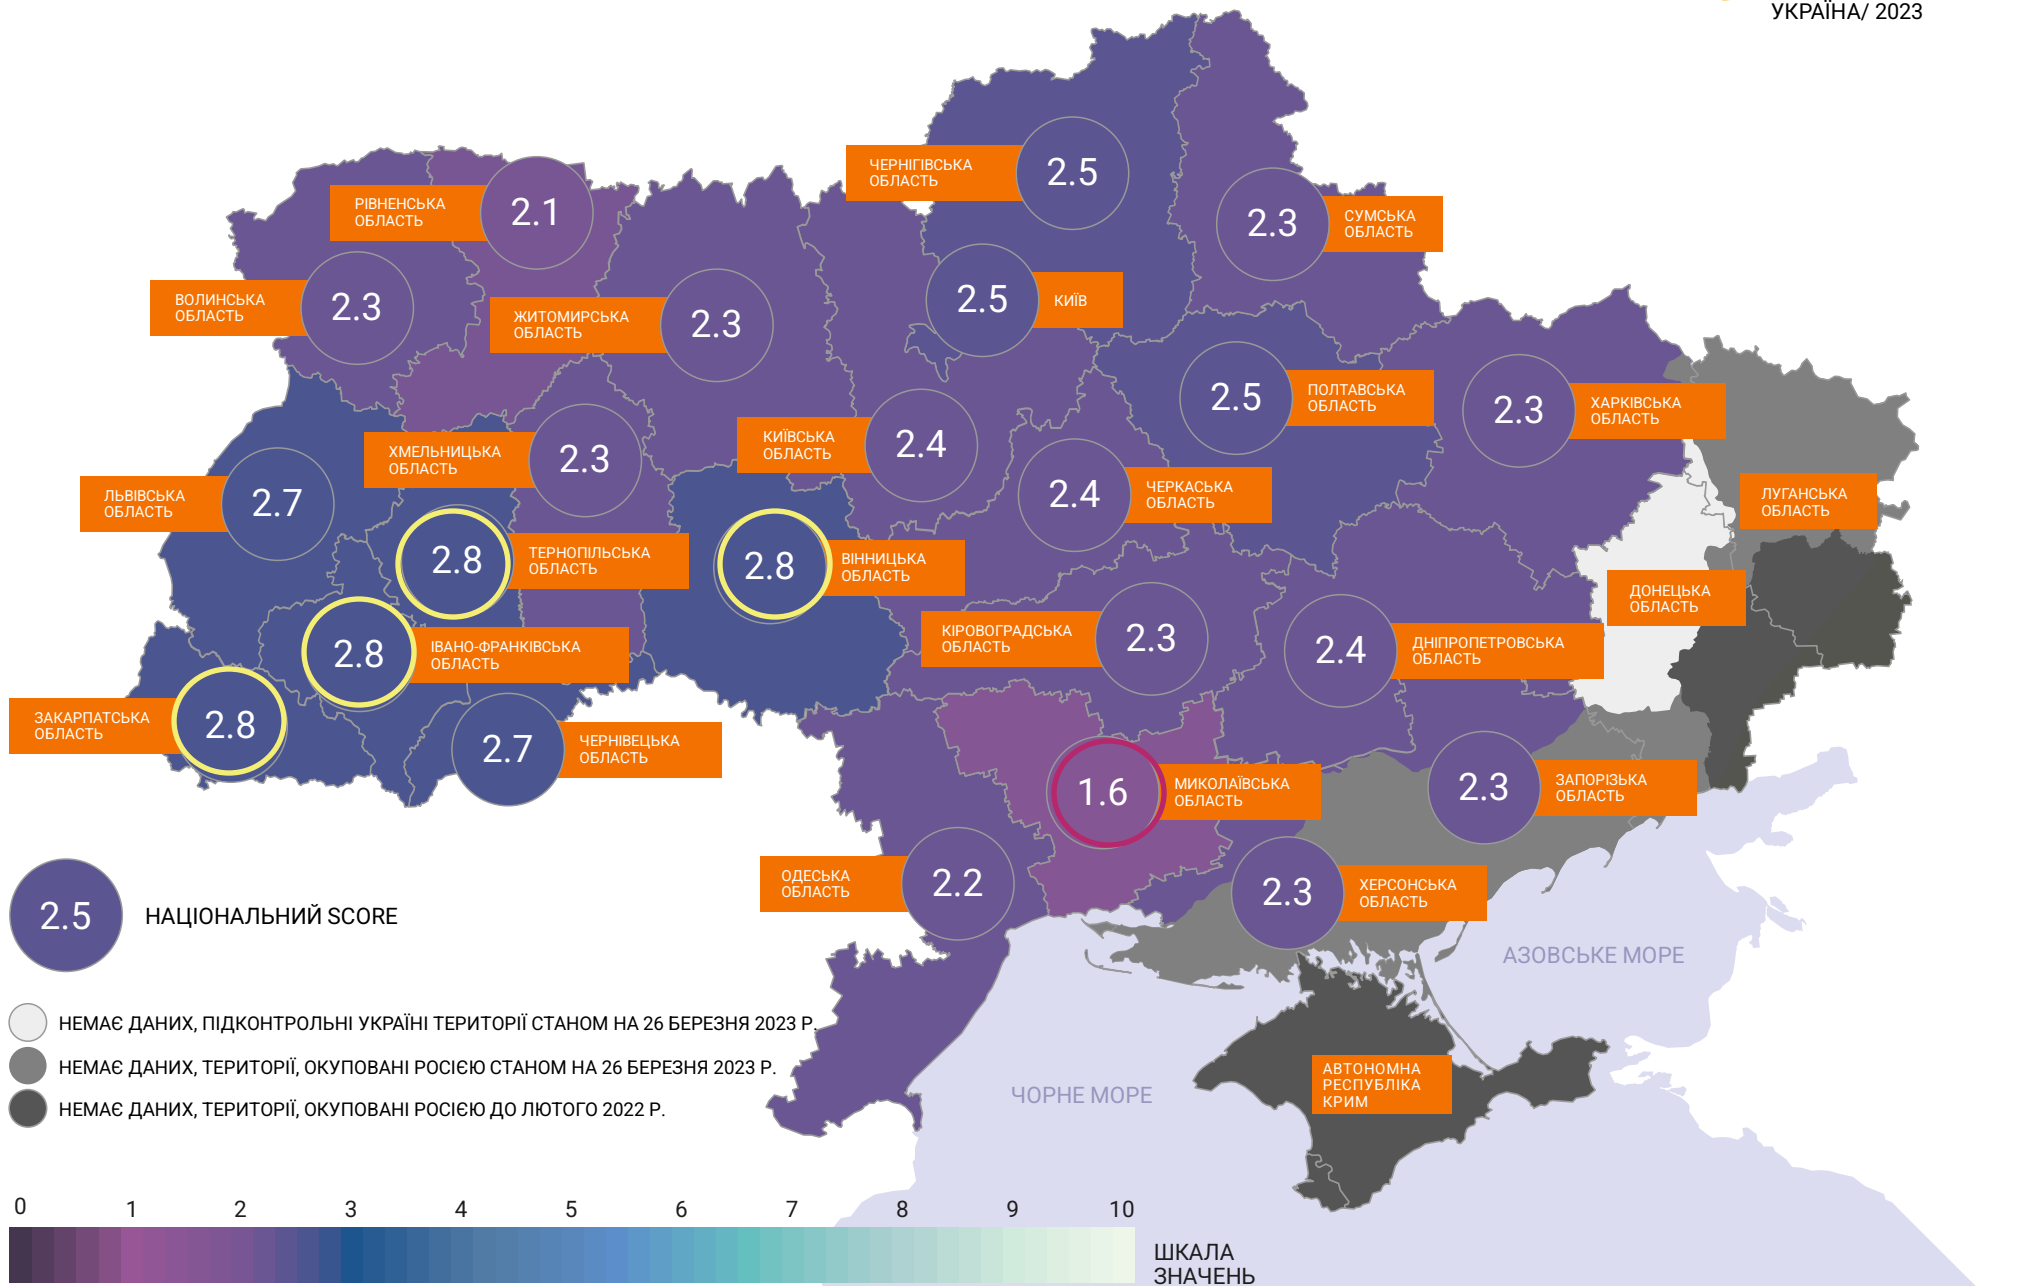 УКРАЇНА/ 2023
ЧЕРНІГІВСЬКА
ОБЛАСТЬ
2.5
РІВНЕНСЬКА
ОБЛАСТЬ
2.1
2.3
СУМСЬКА
ОБЛАСТЬ
ВОЛИНСЬКА
ОБЛАСТЬ
2.3
ЖИТОМИРСЬКА
ОБЛАСТЬ
2.3
2.5
КИЇВ
2.5
ПОЛТАВСЬКА
ОБЛАСТЬ
2.3
ХАРКІВСЬКА
ОБЛАСТЬ
ХМЕЛЬНИЦЬКА
ОБЛАСТЬ
2.3
КИЇВСЬКА
ОБЛАСТЬ
2.4
2.4
ЧЕРКАСЬКА
ОБЛАСТЬ
ЛЬВІВСЬКА
ОБЛАСТЬ
2.7
ЛУГАНСЬКА
ОБЛАСТЬ
2.8
ТЕРНОПІЛЬСЬКА
ОБЛАСТЬ
2.8
ВІННИЦЬКА
ОБЛАСТЬ
ДОНЕЦЬКА
ОБЛАСТЬ
2.8
ІВАНО-ФРАНКІВСЬКА
ОБЛАСТЬ
КІРОВОГРАДСЬКА
ОБЛАСТЬ
2.3
2.4
ДНІПРОПЕТРОВСЬКА
ОБЛАСТЬ
ЗАКАРПАТСЬКА
ОБЛАСТЬ
2.8
2.7
ЧЕРНІВЕЦЬКА
ОБЛАСТЬ
1.6
МИКОЛАЇВСЬКА
ОБЛАСТЬ
2.3
ЗАПОРІЗЬКА
ОБЛАСТЬ
ОДЕСЬКА
ОБЛАСТЬ
2.2
2.3
ХЕРСОНСЬКА
ОБЛАСТЬ
2.5
НАЦІОНАЛЬНИЙ SCORE
АЗОВСЬКЕ МОРЕ
НЕМАЄ ДАНИХ, ПІДКОНТРОЛЬНІ УКРАЇНІ ТЕРИТОРІЇ СТАНОМ НА 26 БЕРЕЗНЯ 2023 Р.
НЕМАЄ ДАНИХ, ТЕРИТОРІЇ, ОКУПОВАНІ РОСІЄЮ СТАНОМ НА 26 БЕРЕЗНЯ 2023 Р.
НЕМАЄ ДАНИХ, ТЕРИТОРІЇ, ОКУПОВАНІ РОСІЄЮ ДО ЛЮТОГО 2022 Р.
ЧОРНЕ МОРЕ
АВТОНОМНА
РЕСПУБЛІКА
КРИМ
0 1 2 3 4 5 6 7 8 9 10
ШКАЛА
ЗНАЧЕНЬ